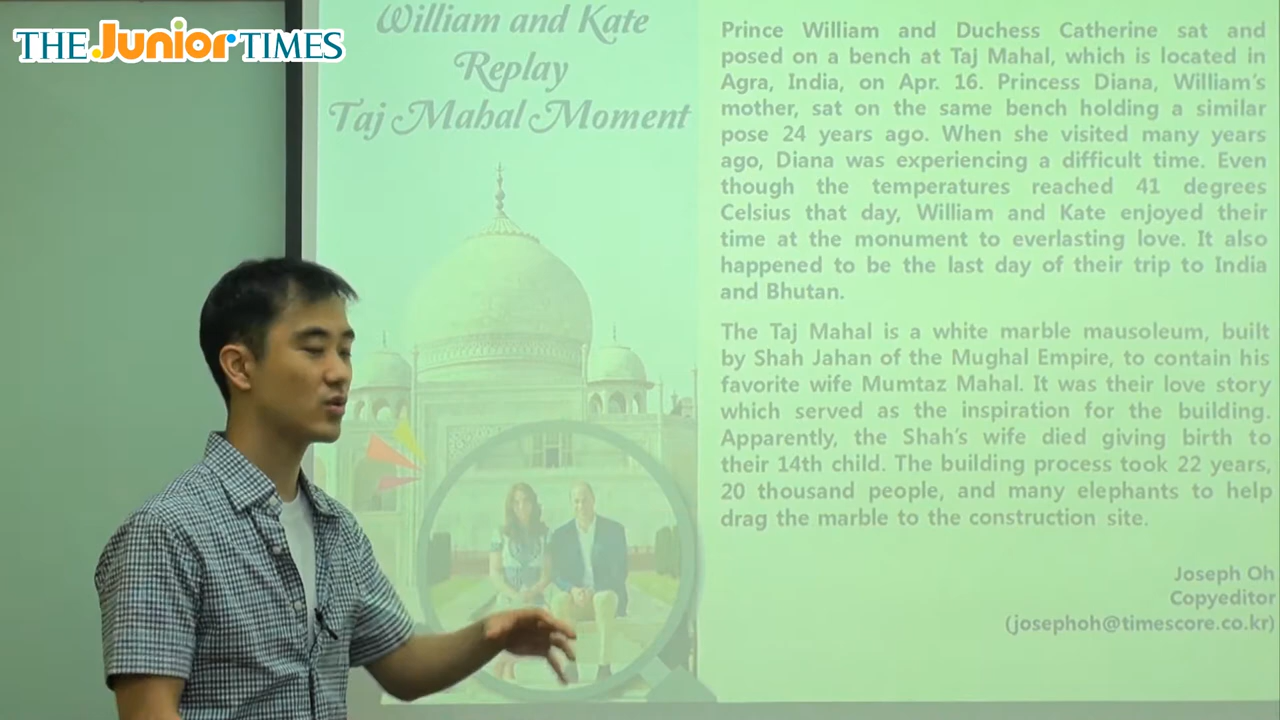 THE Junior TIMES
William and Kate
Replay
Taj Mahal Moment
Prince William and Duchess Catherine sat and
posed on a bench at Taj Mahal, which is located in
Agra, India, on Apr. 16. Princess Diana, William's
mother, sat on the same bench holding a similar
pose 24 years ago. When she visited many years
ago, Diana was experiencing a difficult time. Even
though the temperatures reached 41 degrees
Celsius that day, William and Kate enjoyed their
time at the monument to everlasting love. It also
happened to be the last day of their trip to India
and Bhutan.
The Taj Mahal is a white marble mausoleum, built
by Shah Jahan of the Mughal Empire, to contain his
favorite wife Mumtaz Mahal. It was their love story
which served as the inspiration for the building.
Apparently, the Shah's wife died giving birth to
their 14th child. The building process took 22 years,
20 thousand people, and many elephants to help
drag the marble to the construction site.
Joseph Oh
Copyeditor
(josephoh@timescore.co.kr)